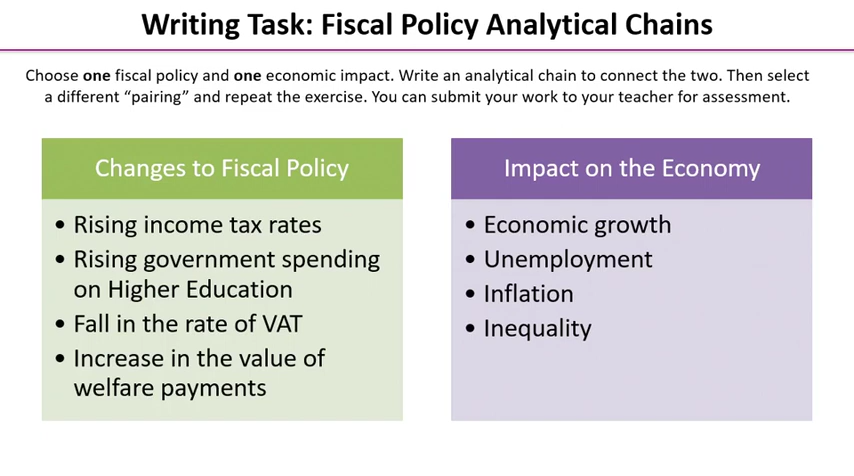 Writing Task: Fiscal Policy Analytical Chains
Choose one fiscal policy and one economic impact. Write an analytical chain to connect the two. Then select
a different “pairing” and repeat the exercise. You can submit your work to your teacher for assessment.
Changes to Fiscal Policy
• Rising income tax rates
• Rising government spending
on Higher Education
• Fall in the rate of VAT
• Increase in the value of
welfare payments
Impact on the Economy
• Economic growth
• Unemployment
• Inflation
• Inequality